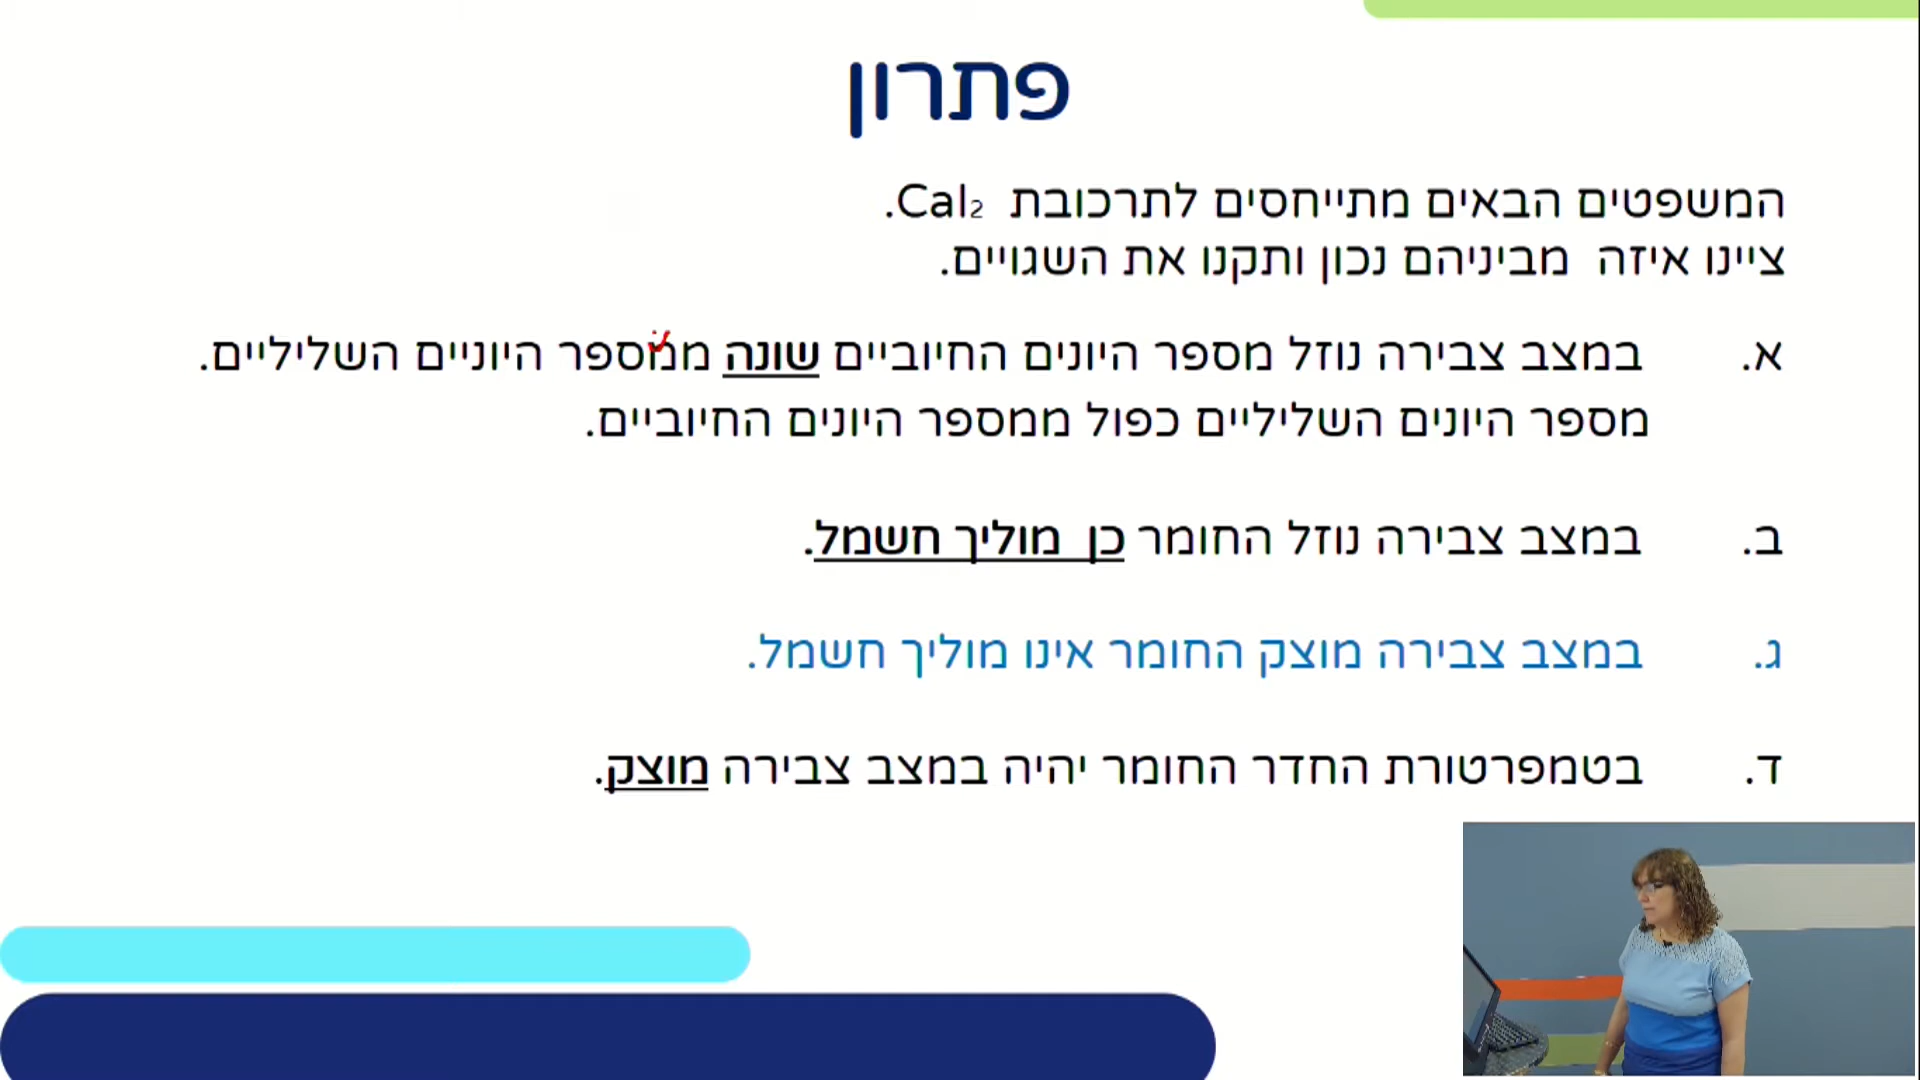 פתרון
המשפטים הבאים מתייחסים לתרכובת CaI₂.
ציינו איזה מביניהם נכון ותקנו את השגויים.
א. במצב צבירה נוזל מספר היונים החיוביים שונה ממספר היוניים השליליים.
מספר היונים השליליים כפול ממספר היונים החיוביים.
ב. במצב צבירה נוזל החומר כן מוליך חשמל.
ג. במצב צבירה מוצק החומר אינו מוליך חשמל.
ד. בטמפרטורת החדר החומר יהיה במצב צבירה מוצק.